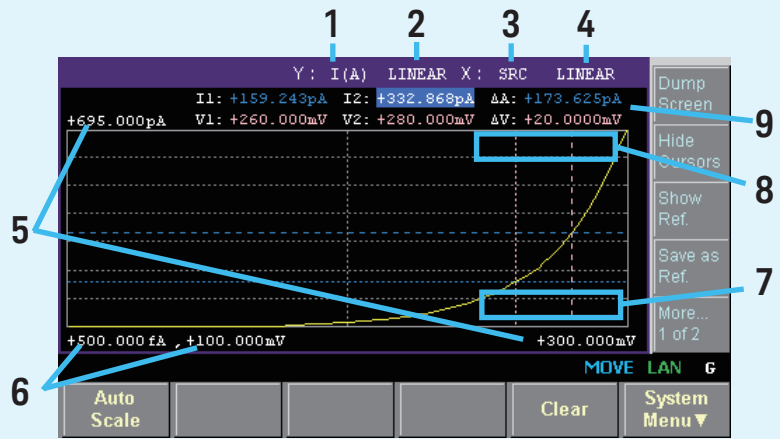 1 2 3 4
Y: I(A) LINEAR X: SRC LINEAR
I1: +159.243pA I2: +332.868pA ΔA: +173.625pA
+695.000pA V1: +260.000mV V2: +280.000mV ΔV: +20.0000mV
9
8
5
7
+500.000fA ,+100.000mV +300.000mV
6
MOVE LAN G
Dump
Screen
Hide
Cursors
Show
Ref.
Save as
Ref.
More...
1 of 2
Auto
Scale
Clear
System
Menu▼